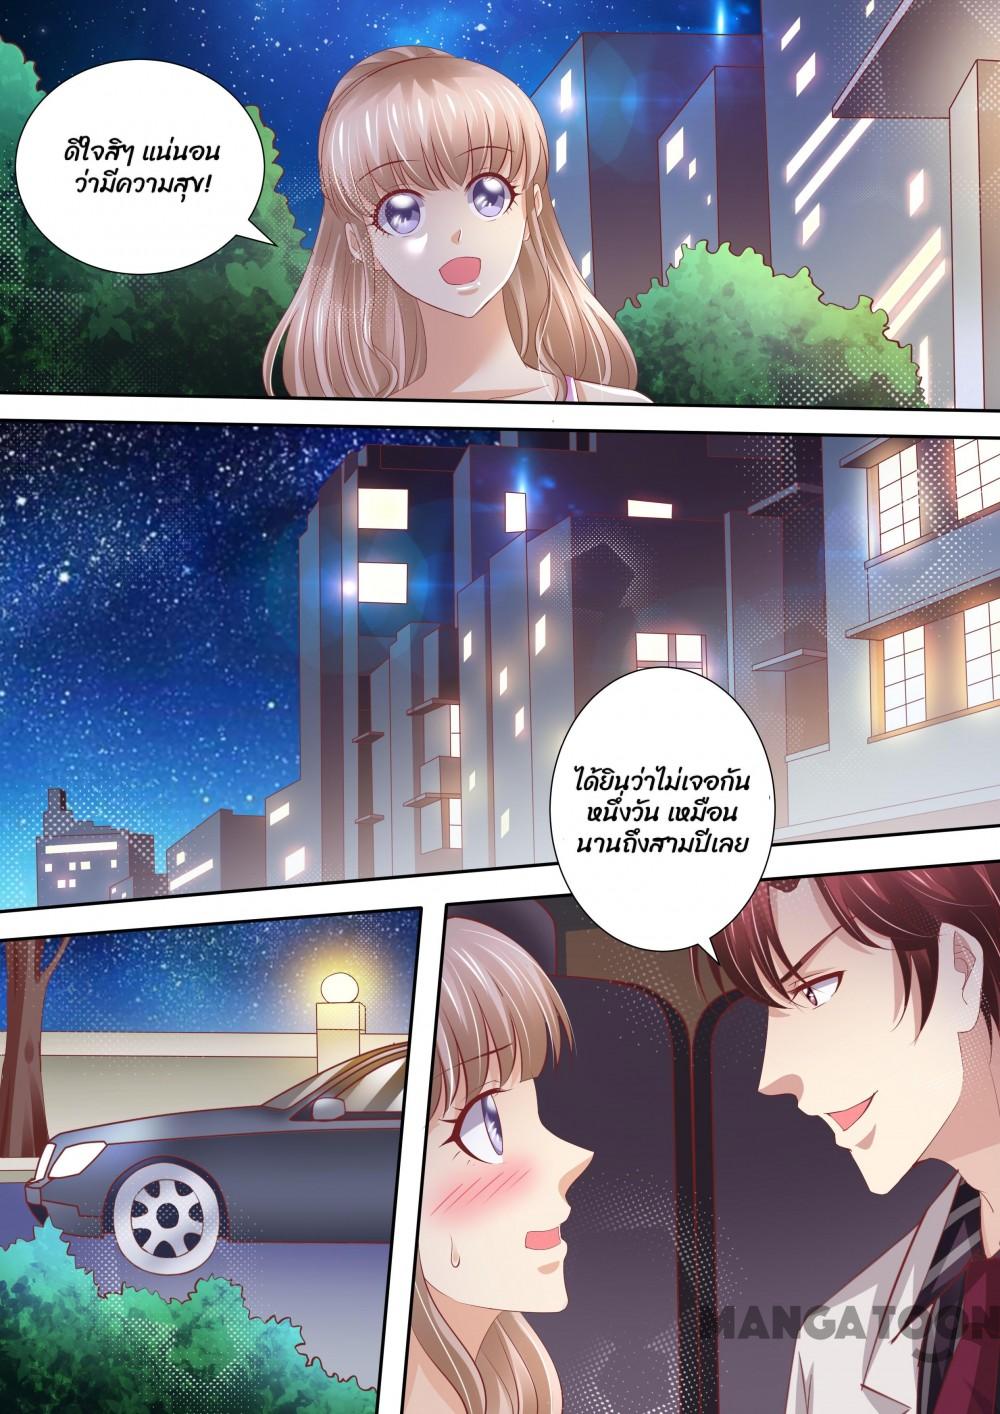 ดีใจสิๆ แน่นอน
ว่ามีความสุข!
ได้ยินว่าไม่เจอกัน
หนึ่งวัน เหมือน
นานถึงสามปีเลย
MANGATOON